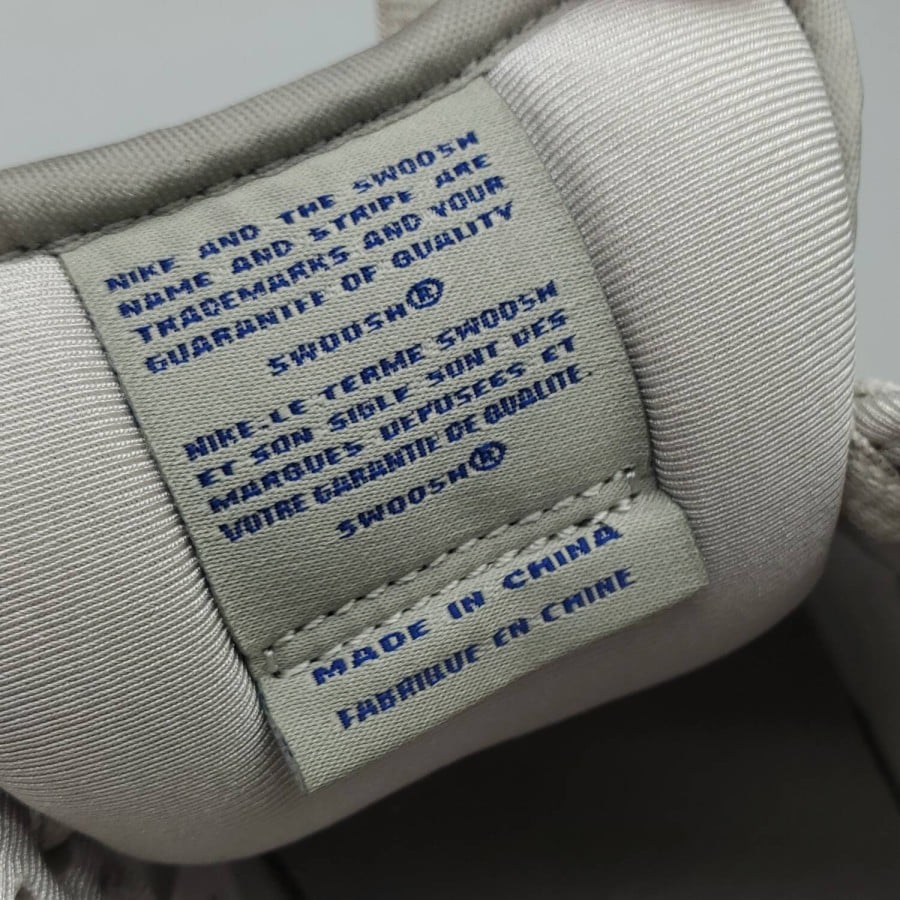 NIKE AND THE SWOOSH
NAME AND STRIPE ARE
TRADEMARKS AND YOUR
GUARANTEE OF QUALITY
SWOOSH®
NIKE.LE TERME SWOOSH
ET SON SIGLE SONT DES
MARQUES DEPOSEES ET
VOTRE GARANTIE DE QUALITE.
SWOOSH®
MADE IN CHINA
FABRIQUE EN CHINE